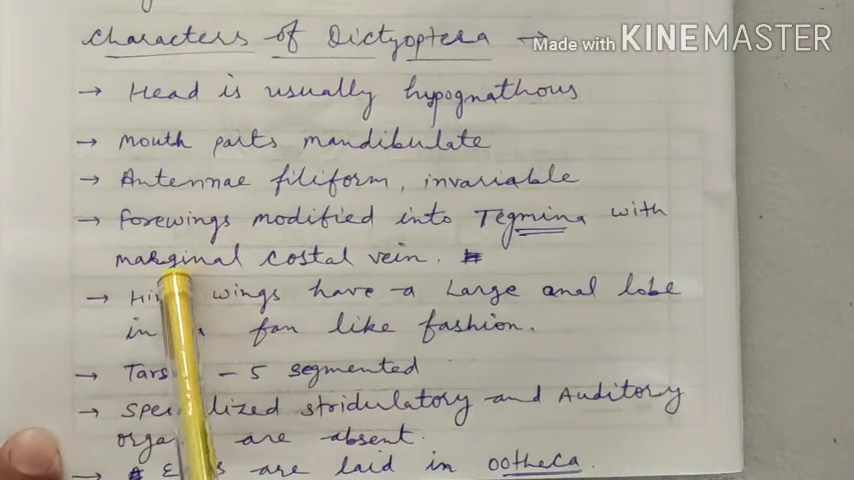 characters of Dictyoptera →
Made with KINEMASTER
→ Head is usually hypognathous
→ Mouth parts mandibulate
→ Antennae filiform, invariable
→ Forewings modified into Tegmina with
marginal costal vein.
→ wings have a Large anal lobe
in fan like fashion.
→ - 5 segmented
→ stridulatory and Auditory
are absent.
→ are laid in ootheca.